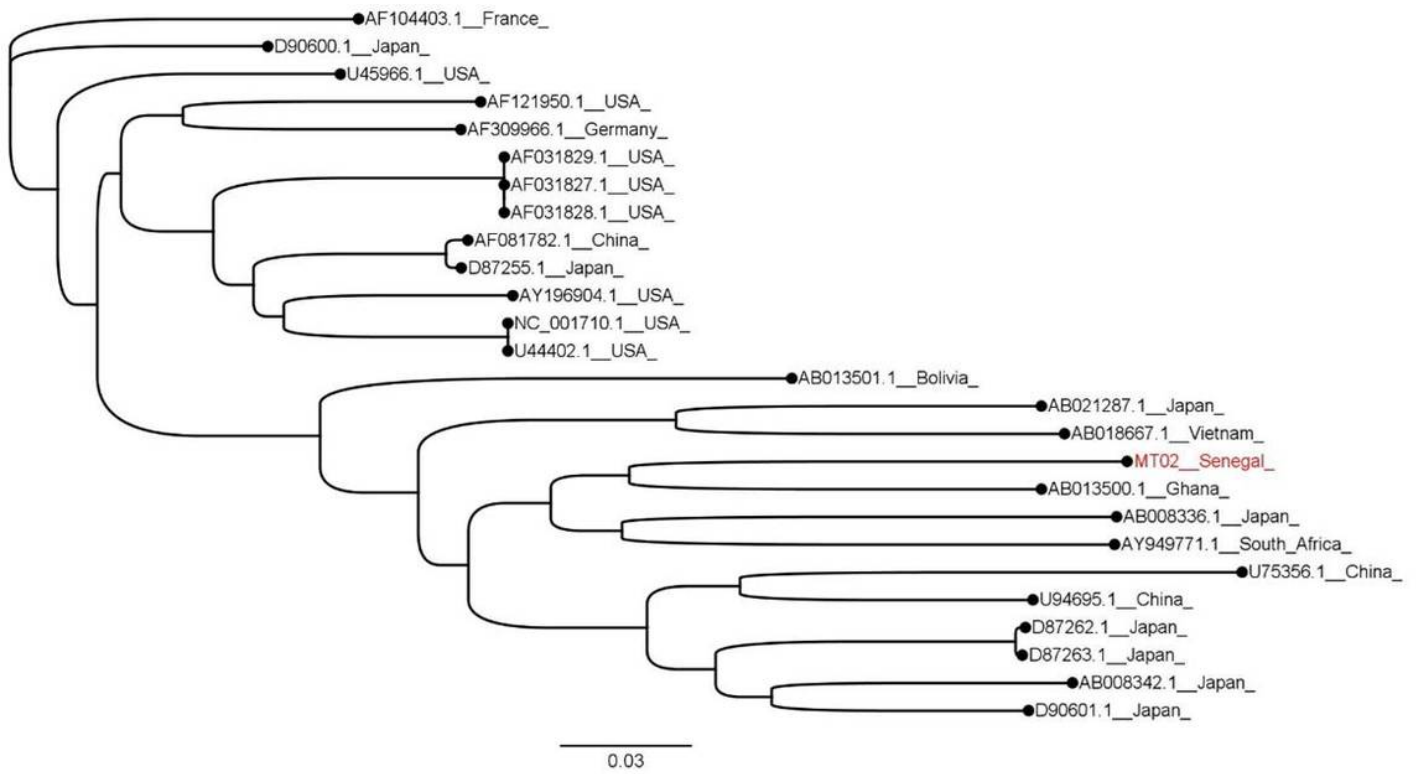 AF104403.1__France_
D90600.1__Japan_
U45966.1__USA_
AF121950.1__USA_
AF309966.1__Germany_
AF031829.1__USA_
AF031827.1__USA_
AF031828.1__USA_
AF081782.1__China_
D87255.1__Japan_
AY196904.1__USA_
NC_001710.1__USA_
U44402.1__USA_
AB013501.1__Bolivia_
AB021287.1__Japan_
AB018667.1__Vietnam_
MT02__Senegal_
AB013500.1__Ghana_
AB008336.1__Japan_
AY949771.1__South_Africa_
U75356.1__China_
U94695.1__China_
D87262.1__Japan_
D87263.1__Japan_
AB008342.1__Japan_
D90601.1__Japan_
0.03